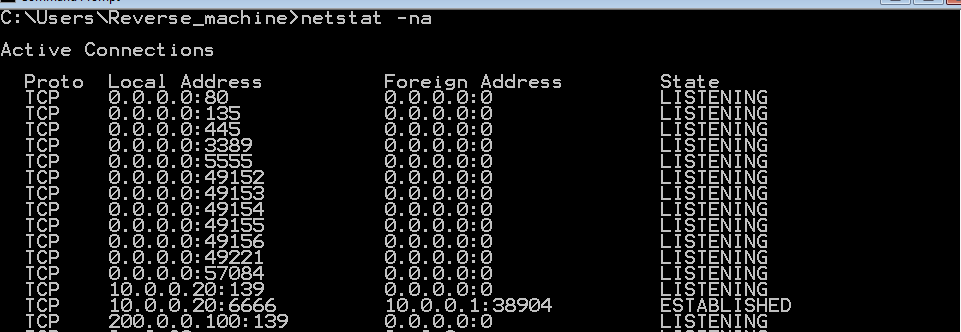 C:\Users\Reverse_machine>netstat -na
Active Connections
Proto Local Address Foreign Address State
TCP 0.0.0.0:80 0.0.0.0:0 LISTENING
TCP 0.0.0.0:135 0.0.0.0:0 LISTENING
TCP 0.0.0.0:445 0.0.0.0:0 LISTENING
TCP 0.0.0.0:3389 0.0.0.0:0 LISTENING
TCP 0.0.0.0:5555 0.0.0.0:0 LISTENING
TCP 0.0.0.0:49152 0.0.0.0:0 LISTENING
TCP 0.0.0.0:49153 0.0.0.0:0 LISTENING
TCP 0.0.0.0:49154 0.0.0.0:0 LISTENING
TCP 0.0.0.0:49155 0.0.0.0:0 LISTENING
TCP 0.0.0.0:49156 0.0.0.0:0 LISTENING
TCP 0.0.0.0:49221 0.0.0.0:0 LISTENING
TCP 0.0.0.0:57084 0.0.0.0:0 LISTENING
TCP 10.0.0.20:139 0.0.0.0:0 LISTENING
TCP 10.0.0.20:6666 10.0.0.1:38904 ESTABLISHED
TCP 200.0.0.100:139 0.0.0.0:0 LISTENING